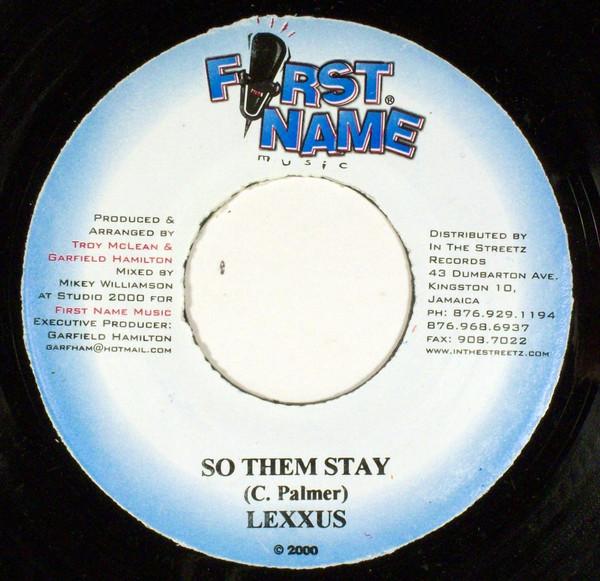 F RST®
NAME
music
PRODUCED &
ARRANGED BY
TROY MCLEAN &
GARFIELD HAMILTON
MIXED BY
MIKEY WILLIAMSON
AT STUDIO 2000 FOR
FIRST NAME MUSIC
EXECUTIVE PRODUCER:
GARFIELD HAMILTON
GARFHAM@HOTMAIL.COM
DISTRIBUTED BY
IN THE STREETZ
RECORDS
43 DUMBARTON AVE.
KINGSTON 10,
JAMAICA
PH: 876.929.1194
876.968.6937
FAX: 908.7022
WWW.INTHESTREETZ.COM
SO THEM STAY
(C. Palmer)
LEXXUS
© 2000